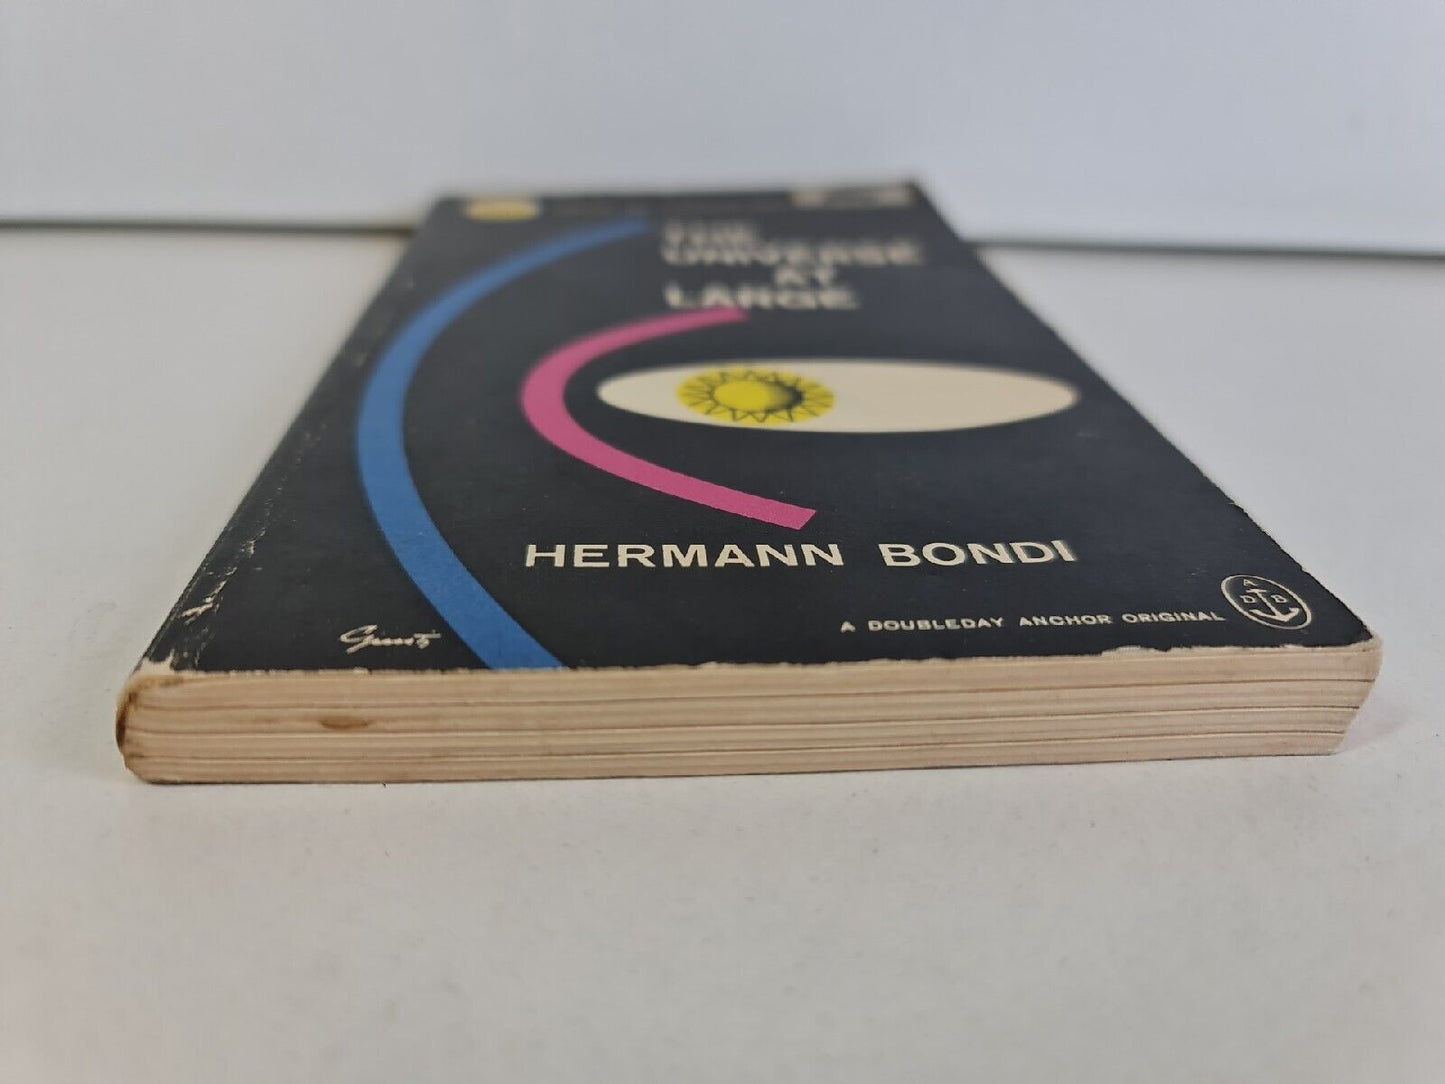 THE
UNIVERSE
AT
LARGE
HERMANN BONDI
A DOUBLEDAY ANCHOR ORIGINAL
A
D B